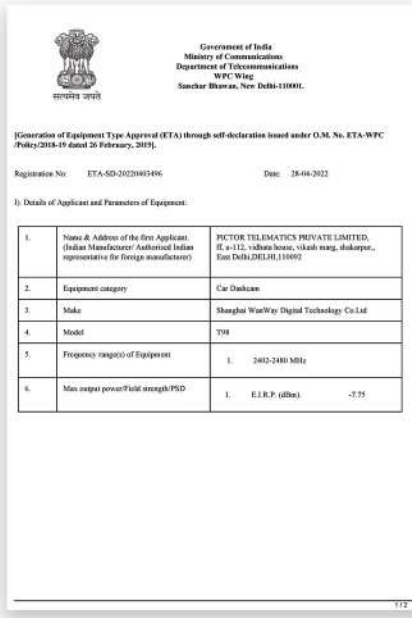 सत्यमेव जयते
Government of India
Ministry of Communications
Department of Telecommunications
WPC Wing
Sanchar Bhawan, New Delhi-110001.
[Generation of Equipment Type Approval (ETA) through self-declaration issued under O.M. No. ETA-WPC
/Policy/2018-19 dated 26 February, 2019].
Registration No: ETA-SD-20220403496 Date: 28-04-2022
I). Details of Applicant and Parameters of Equipment:
1. Name & Address of the first Applicant. PICTOR TELEMATICS PRIVATE LIMITED,
(Indian Manufacturer/ Authorised Indian ff, a-112, vidhata house, vikash marg, shakarpur.,
representative for foreign manufacturer) East Delhi,DELHI,110092
2. Equipment category Car Dashcam
3. Make Shanghai WanWay Digital Technology Co.Ltd
4. Model T98
5. Frequency range(s) of Equipment 1. 2402-2480 MHz
6. Max output power/Field strength/PSD 1. E.I.R.P. (dBm) -7.75
1/2